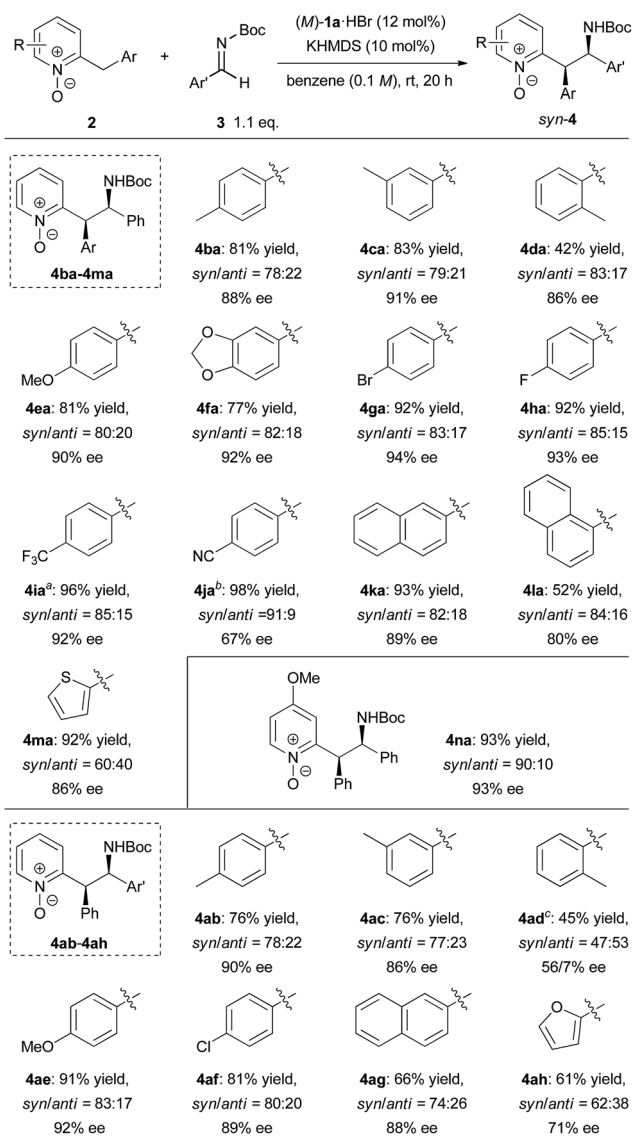 R
⊕
N
O
⊖
Ar
2
+
N
Boc
Ar'
H
3 1.1 eq.
(M)-1a·HBr (12 mol%)
KHMDS (10 mol%)
benzene (0.1 M), rt, 20 h
R
⊕
N
O
⊖
NHBoc
Ar'
Ar
syn-4
NHBoc
⊕
N
Ph
O
⊖
Ar
4ba-4ma
4ba: 81% yield,
syn/anti = 78:22
88% ee
4ca: 83% yield,
syn/anti = 79:21
91% ee
4da: 42% yield,
syn/anti = 83:17
86% ee
MeO
4ea: 81% yield,
syn/anti = 80:20
90% ee
O
O
4fa: 77% yield,
syn/anti = 82:18
92% ee
Br
4ga: 92% yield,
syn/anti = 83:17
94% ee
F
4ha: 92% yield,
syn/anti = 85:15
93% ee
F3C
4iaa: 96% yield,
syn/anti = 85:15
92% ee
NC
4jab: 98% yield,
syn/anti =91:9
67% ee
4ka: 93% yield,
syn/anti = 82:18
89% ee
4la: 52% yield,
syn/anti = 84:16
80% ee
S
4ma: 92% yield,
syn/anti = 60:40
86% ee
OMe
NHBoc
⊕
N
Ph
O
⊖
Ph
4na: 93% yield,
syn/anti = 90:10
93% ee
NHBoc
⊕
N
Ar'
O
⊖
Ph
4ab-4ah
4ab: 76% yield,
syn/anti = 78:22
90% ee
4ac: 76% yield,
syn/anti = 77:23
86% ee
4adc: 45% yield,
syn/anti = 47:53
56/7% ee
MeO
4ae: 91% yield,
syn/anti = 83:17
92% ee
Cl
4af: 81% yield,
syn/anti = 80:20
89% ee
4ag: 66% yield,
syn/anti = 74:26
88% ee
O
4ah: 61% yield,
syn/anti = 62:38
71% ee